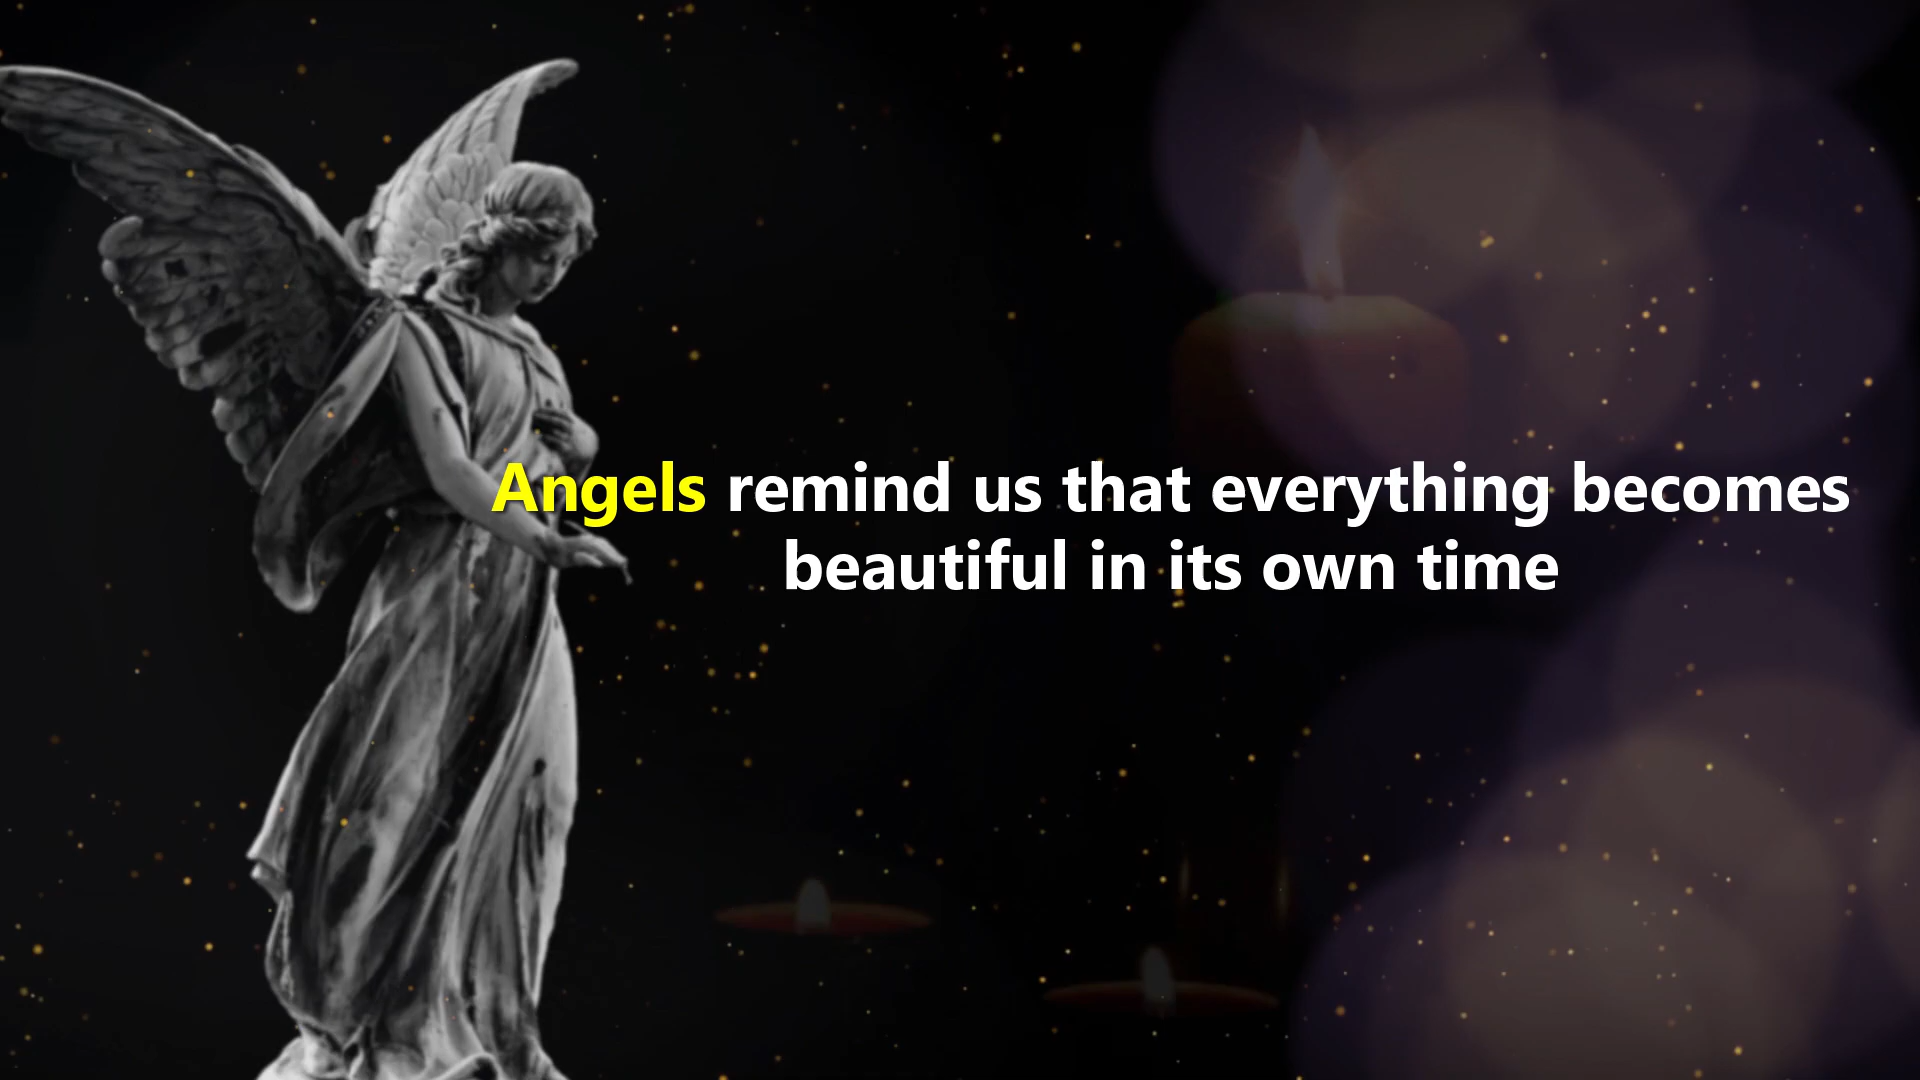 Angels remind us that everything becomes
beautiful in its own time